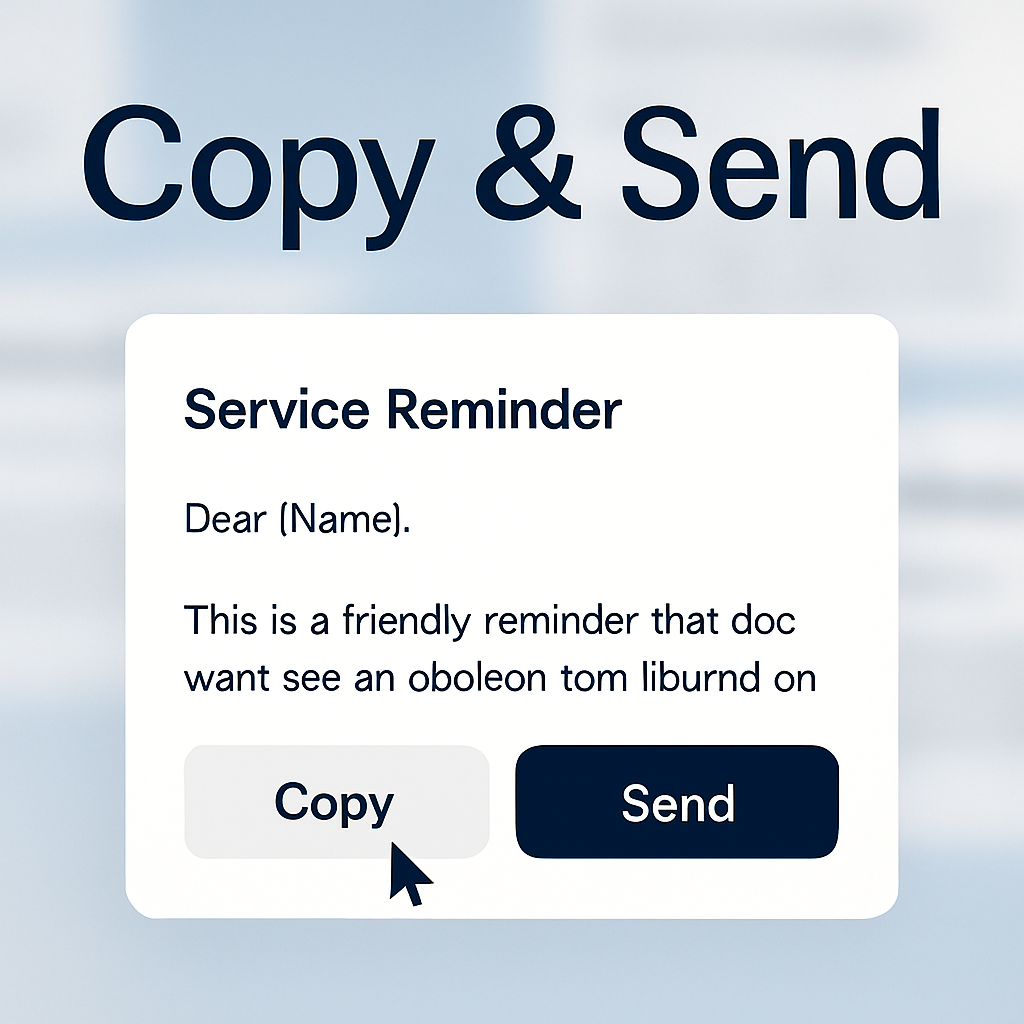 Copy & Send
Service Reminder
Dear (Name).
This is a friendly reminder that doc
want see an oboleon tom liburnd on
Copy
Send